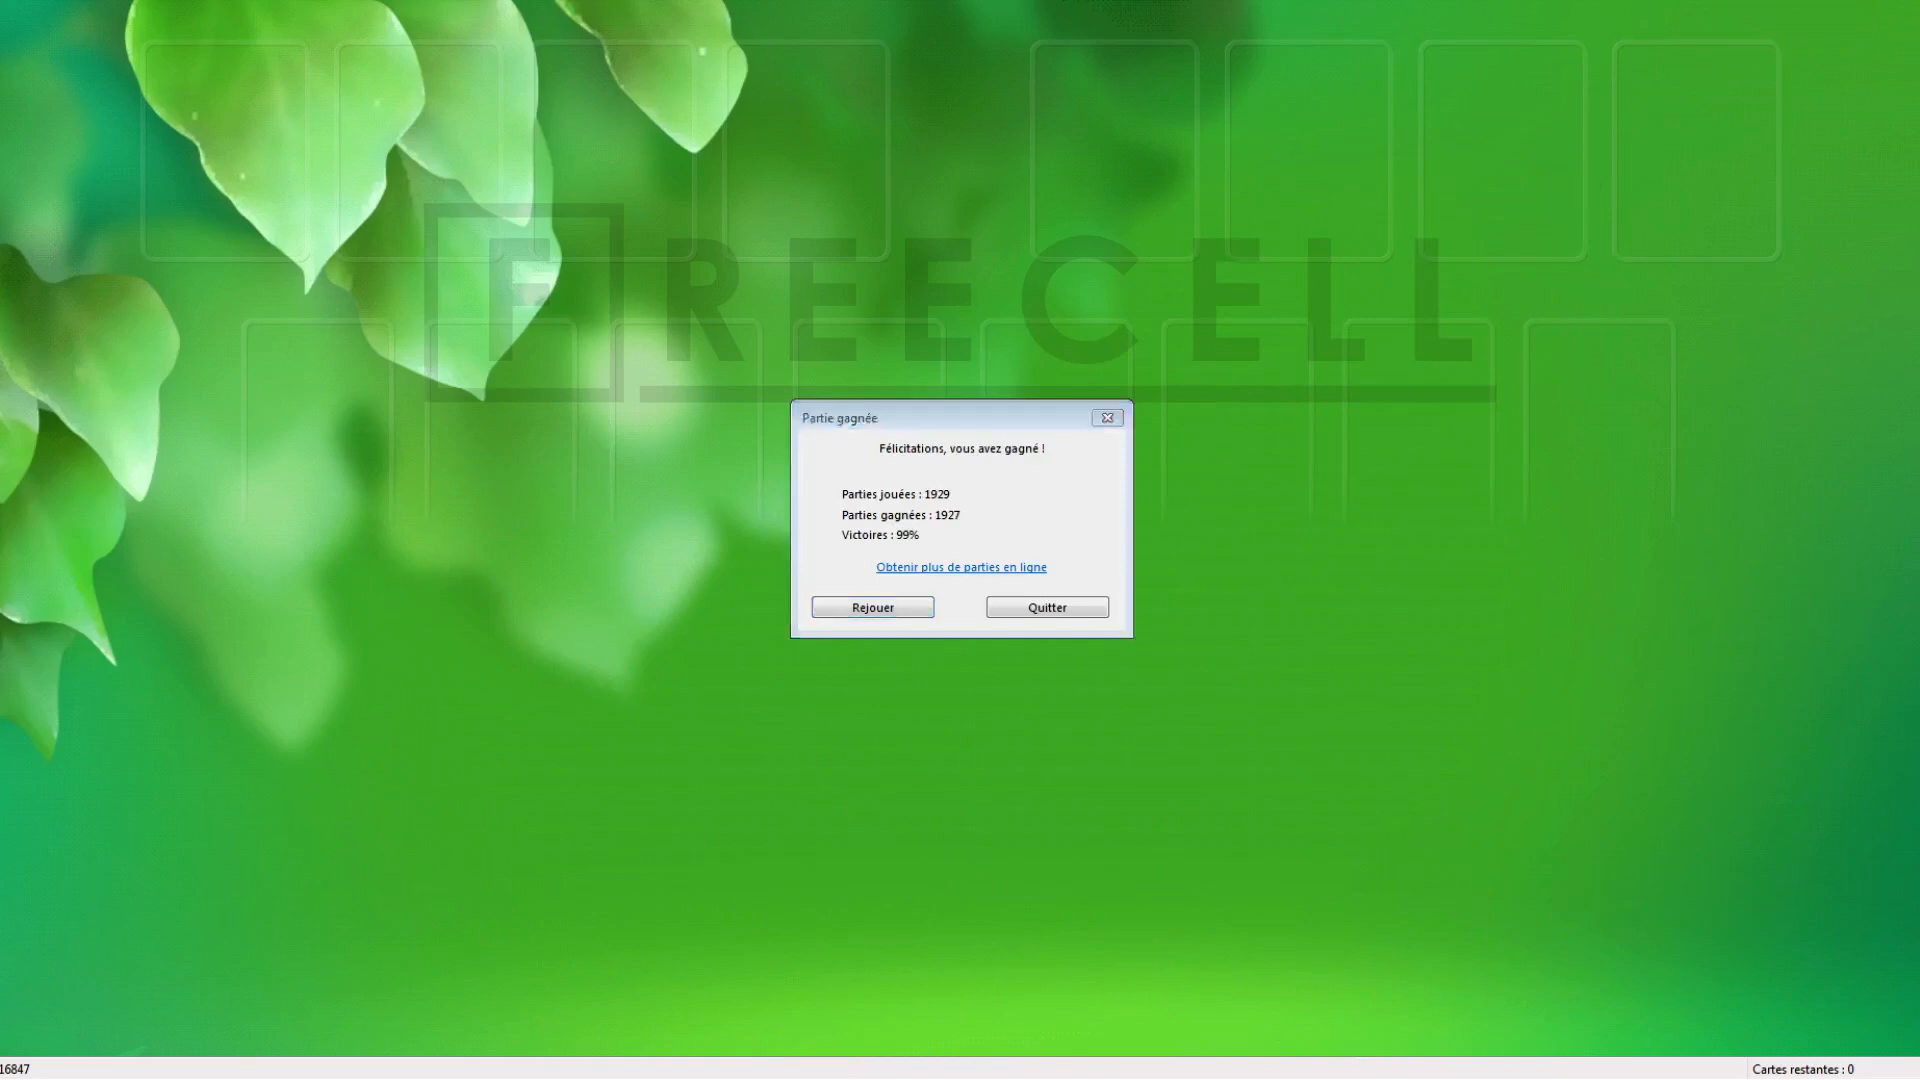 FREECELL
Partie gagnée
Félicitations, vous avez gagné !
Parties jouées : 1929
Parties gagnées : 1927
Victoires : 99%
Obtenir plus de parties en ligne
Rejouer
Quitter
16847
Cartes restantes : 0